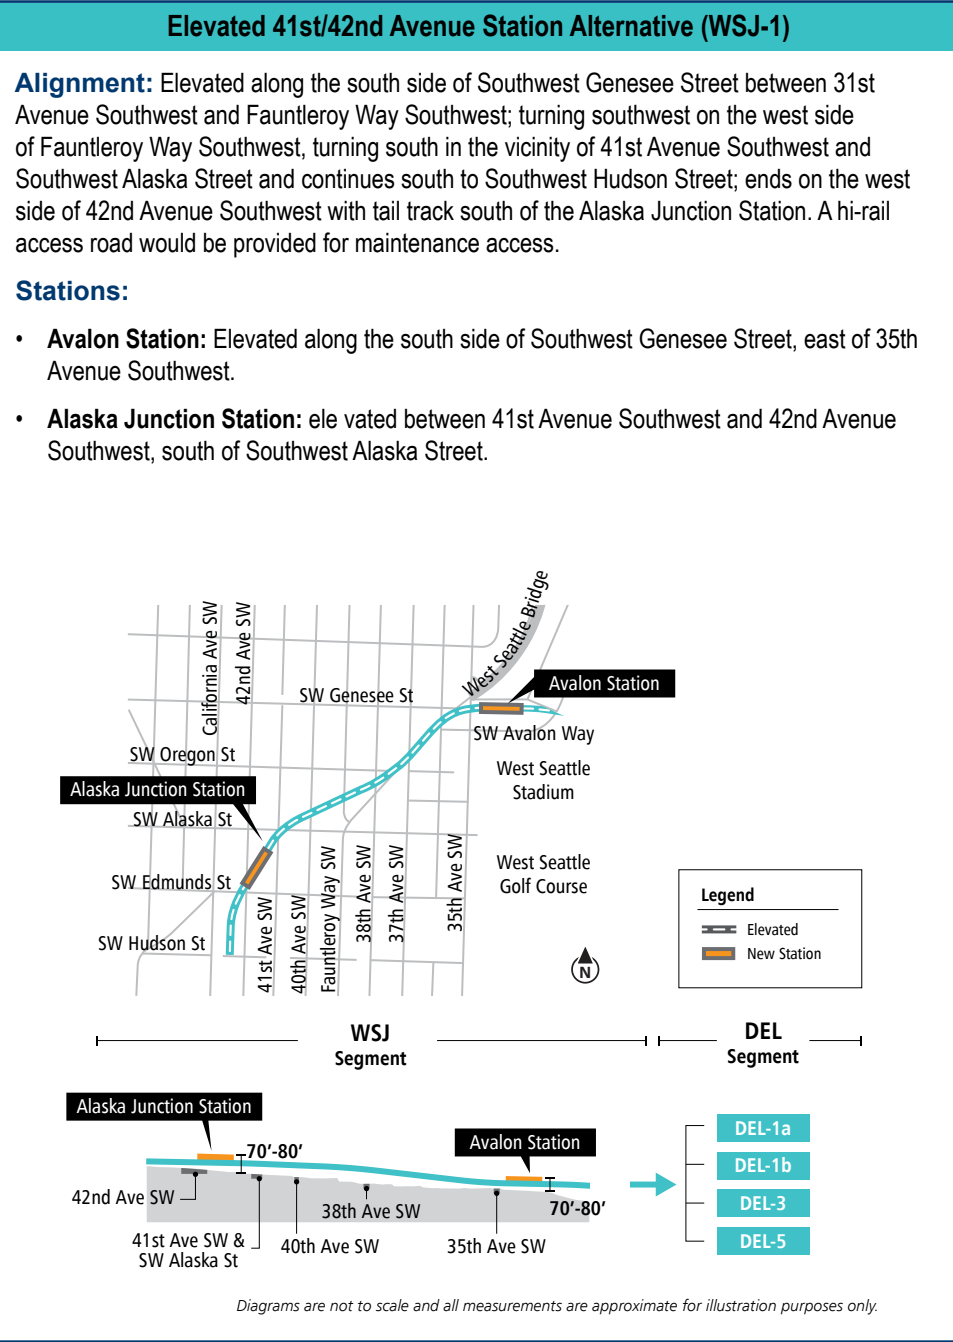 Elevated 41st/42nd Avenue Station Alternative (WSJ-1)
Alignment: Elevated along the south side of Southwest Genesee Street between 31st
Avenue Southwest and Fauntleroy Way Southwest; turning southwest on the west side
of Fauntleroy Way Southwest, turning south in the vicinity of 41st Avenue Southwest and
Southwest Alaska Street and continues south to Southwest Hudson Street; ends on the west
side of 42nd Avenue Southwest with tail track south of the Alaska Junction Station. A hi-rail
access road would be provided for maintenance access.
Stations:
• Avalon Station: Elevated along the south side of Southwest Genesee Street, east of 35th
Avenue Southwest.
• Alaska Junction Station: ele vated between 41st Avenue Southwest and 42nd Avenue
Southwest, south of Southwest Alaska Street.
West Seattle Bridge
California Ave SW
42nd Ave SW
Avalon Station
SW Genesee St
SW Avalon Way
SW Oregon St
West Seattle
Stadium
Alaska Junction Station
SW Alaska St
West Seattle
Golf Course
SW Edmunds St
SW Hudson St
41st Ave SW
40th Ave SW
Fauntleroy Way SW
38th Ave SW
37th Ave SW
35th Ave SW
N
Legend
Elevated
New Station
WSJ
Segment
DEL
Segment
Alaska Junction Station
70'-80'
Avalon Station
70'-80'
42nd Ave SW
38th Ave SW
41st Ave SW &
SW Alaska St
40th Ave SW
35th Ave SW
DEL-1a
DEL-1b
DEL-3
DEL-5
Diagrams are not to scale and all measurements are approximate for illustration purposes only.